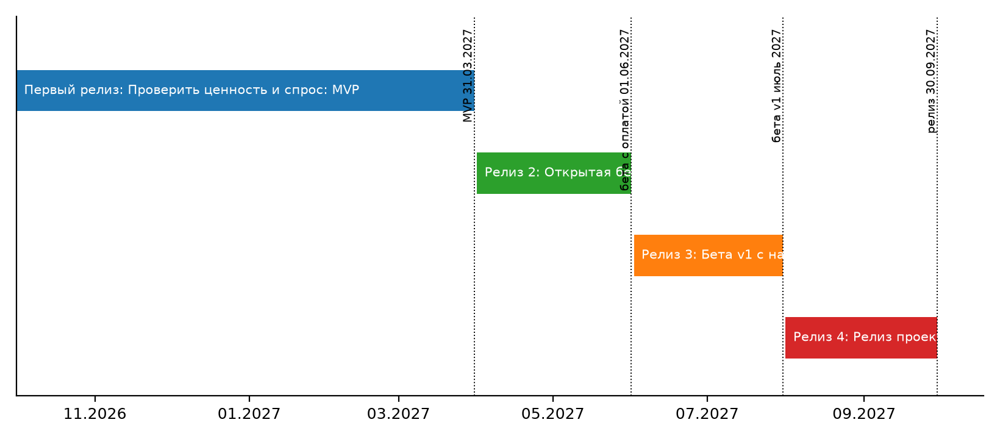 MVP 31.03.2027
бета с оплатой 01.06.2027
бета v1 июль 2027
релиз 30.09.2027
Первый релиз: Проверить ценность и спрос: MVP
Релиз 2: Открытая бе
Релиз 3: Бета v1 с на
Релиз 4: Релиз проек
11.2026
01.2027
03.2027
05.2027
07.2027
09.2027